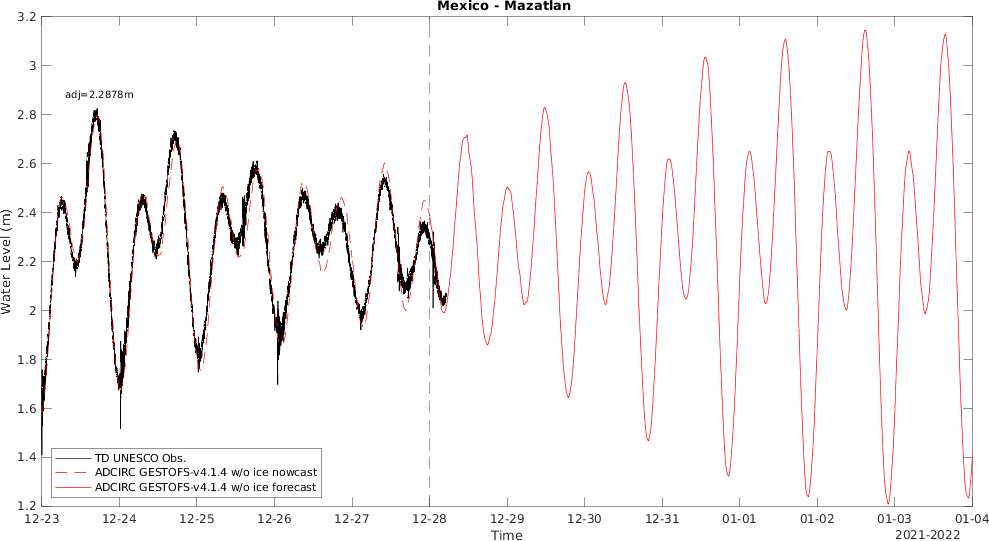 Mexico - Mazatlan
3.2
3
2.8
2.6
2.4
2.2
2
1.8
1.6
1.4
1.2
Water Level (m)
adj=2.2878m
TD UNESCO Obs.
ADCIRC GESTOFS-v4.1.4 w/o ice nowcast
ADCIRC GESTOFS-v4.1.4 w/o ice forecast
12-23 12-24 12-25 12-26 12-27 12-28 12-29 12-30 12-31 01-01 01-02 01-03 01-04
Time
2021-2022